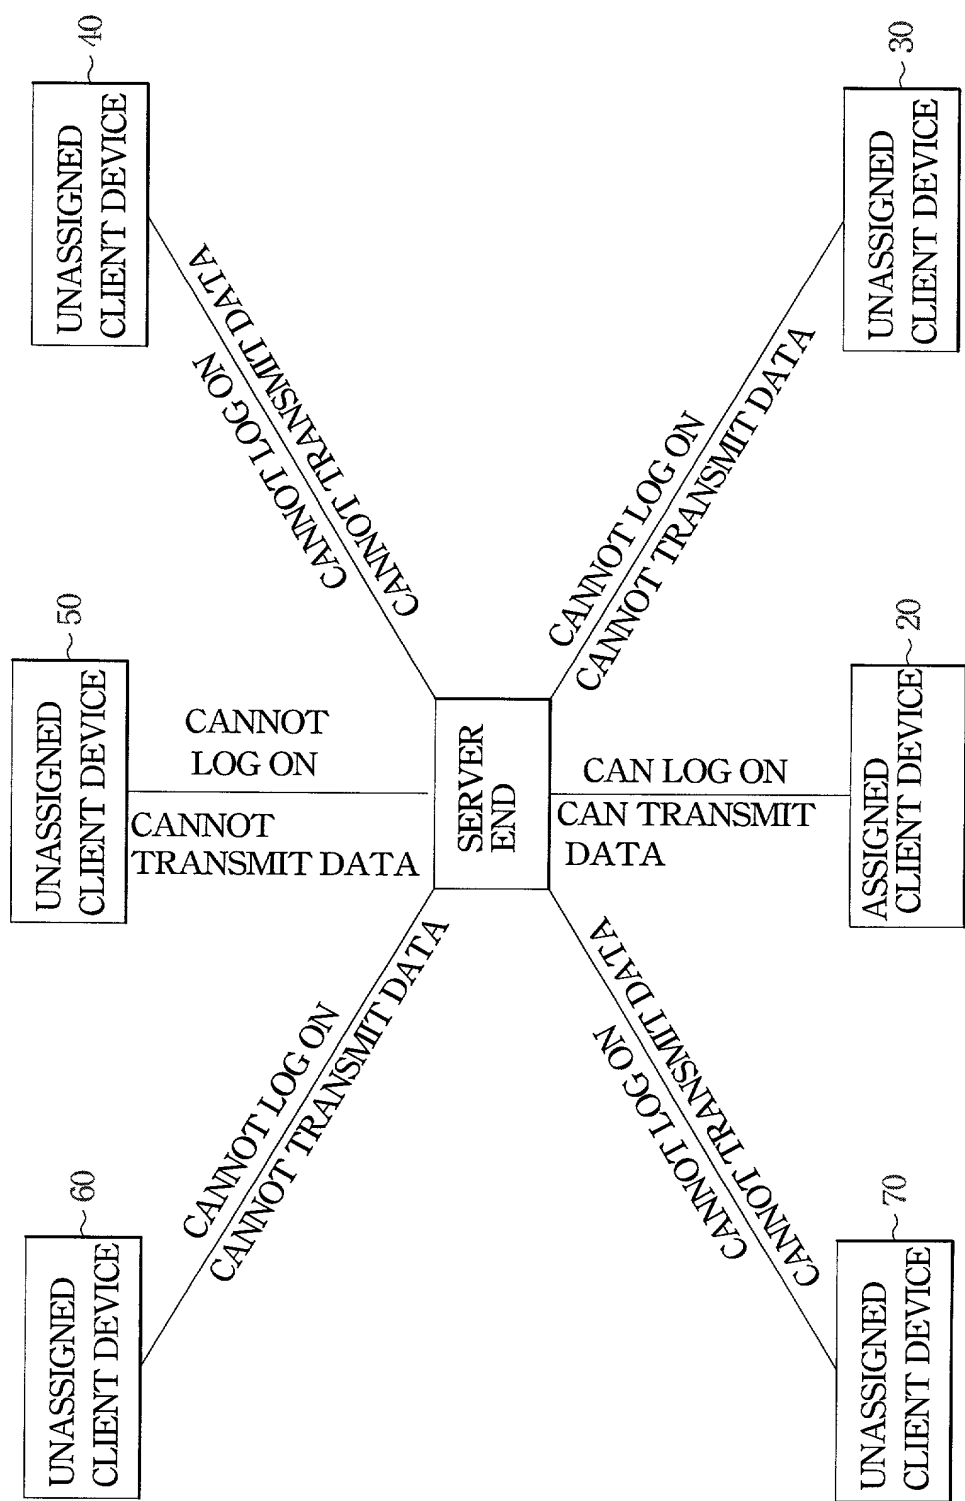 40
UNASSIGNED
CLIENT DEVICE
CANNOT LOG ON
CANNOT TRANSMIT DATA
30
UNASSIGNED
CLIENT DEVICE
CANNOT LOG ON
CANNOT TRANSMIT DATA
50
UNASSIGNED
CLIENT DEVICE
CANNOT
LOG ON
CANNOT
TRANSMIT DATA
SERVER
END
CAN LOG ON
CAN TRANSMIT
DATA
20
ASSIGNED
CLIENT DEVICE
60
UNASSIGNED
CLIENT DEVICE
CANNOT LOG ON
CANNOT TRANSMIT DATA
70
UNASSIGNED
CLIENT DEVICE
CANNOT LOG ON
CANNOT TRANSMIT DATA